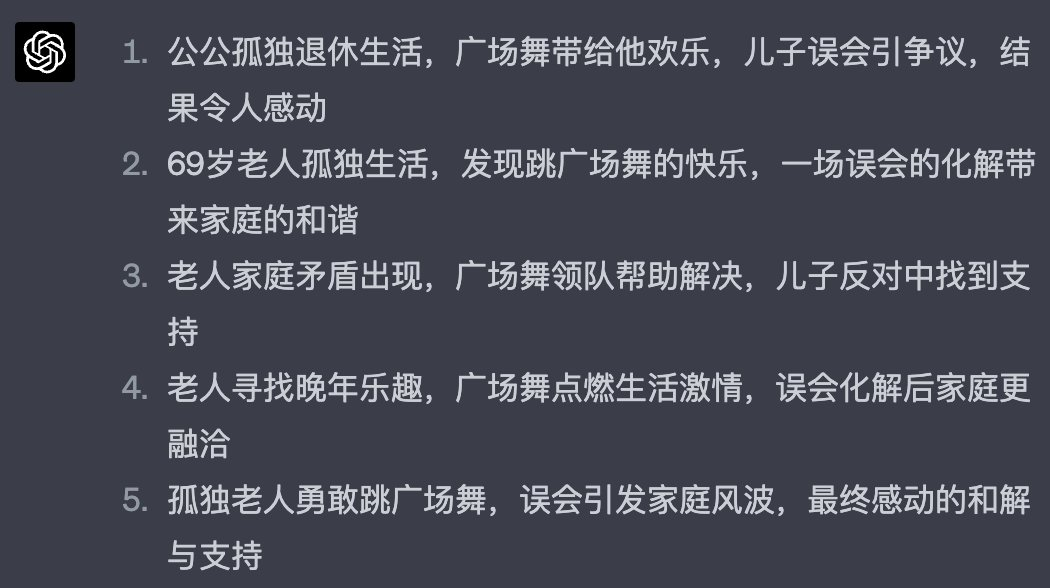 1. 公公孤独退休生活，广场舞带给他欢乐，儿子误会引争议，结
果令人感动
2. 69岁老人孤独生活，发现跳广场舞的快乐，一场误会的化解带
来家庭的和谐
3. 老人家庭矛盾出现，广场舞领队帮助解决，儿子反对中找到支
持
4. 老人寻找晚年乐趣，广场舞点燃生活激情，误会化解后家庭更
融洽
5. 孤独老人勇敢跳广场舞，误会引发家庭风波，最终感动的和解
与支持